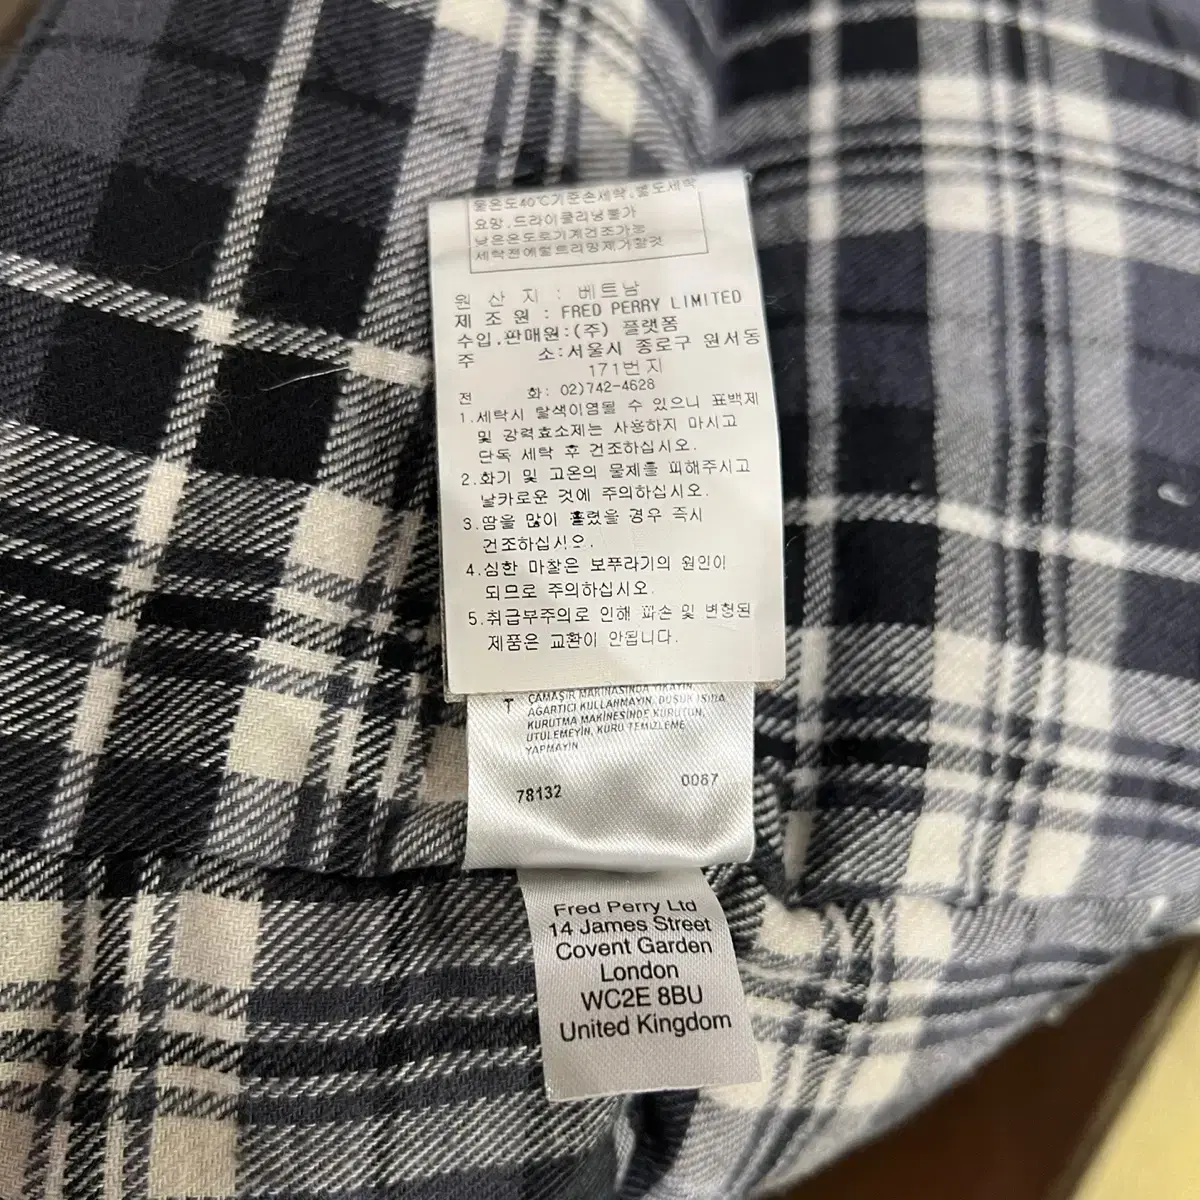 물온도40℃기준손세탁,별도세탁
요망,드라이클리닝불가
낮은온도로기계건조가능
세탁전에필트리밍제거할것
원 산 지 : 베트남
제 조 원 : FRED PERRY LIMITED
수입,판매원:(주) 플랫폼
주 소:서울시 종로구 원서동
171번지
전 화: 02)742-4628
1.세탁시 탈색이염될 수 있으니 표백제
및 강력효소제는 사용하지 마시고
단독 세탁 후 건조하십시오.
2.화기 및 고온의 물체를 피해주시고
날카로운 것에 주의하십시오.
3.땀을 많이 흘렸을 경우 즉시
건조하십시오.
4.심한 마찰은 보푸라기의 원인이
되므로 주의하십시오.
5.취급부주의로 인해 파손 및 변형된
제품은 교환이 안됩니다.
T ÇAMAŞIR MAKİNASINDA YIKAYIN,
AĞARTICI KULLANMAYIN, DÜŞÜK ISIDA
KURUTMA MAKİNESİNDE KURUTUN,
ÜTÜLEMEYİN, KURU TEMİZLEME
YAPMAYIN
78132 0087
Fred Perry Ltd
14 James Street
Covent Garden
London
WC2E 8BU
United Kingdom